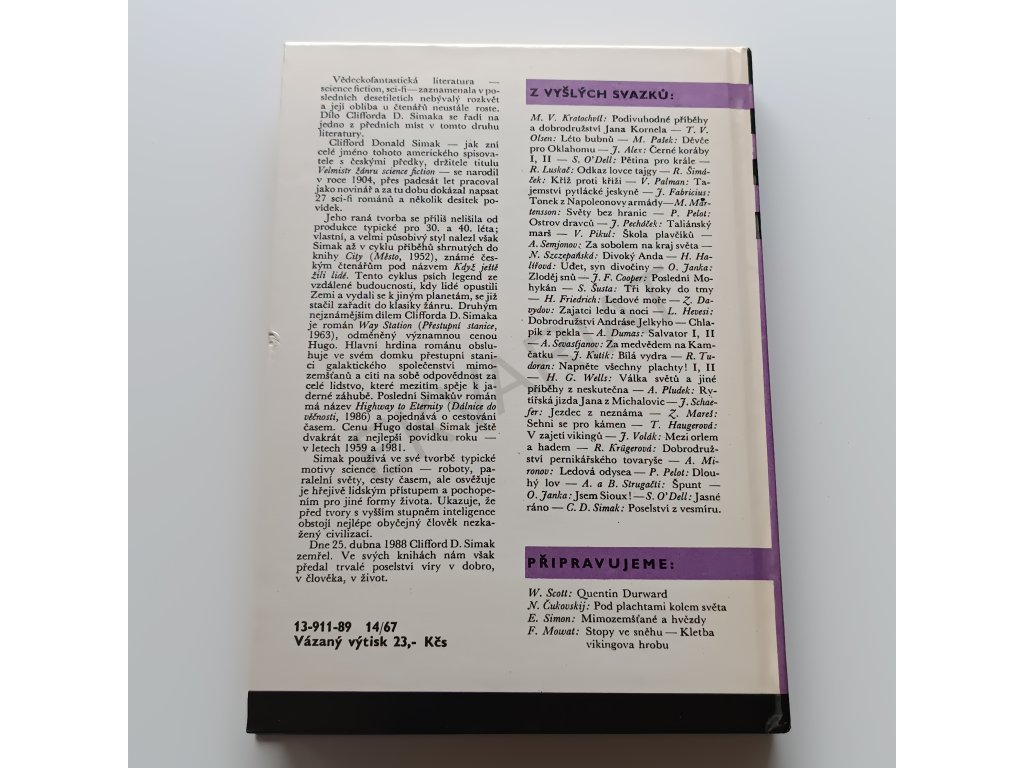 Vědeckofantastická literatura —
science fiction, sci-fi — zaznamenala v po-
sledních desetiletích nebývalý rozkvět
a její obliba u čtenářů neustále roste.
Dílo Clifforda D. Simaka se řadí na
jedno z předních míst v tomto druhu
literatury.
Clifford Donald Simak — jak zní
celé jméno tohoto amerického spisova-
tele s českými předky, držitele titulu
Velmistr žánru science fiction — se narodil
v roce 1904, přes padesát let pracoval
jako novinář a za tu dobu dokázal napsat
27 sci-fi románů a několik desítek po-
vídek.
Jeho raná tvorba se příliš nelišila od
produkce typické pro 30. a 40. léta;
vlastní, a velmi působivý styl nalezl však
Simak až v cyklu příběhů shrnutých do
knihy City (Město, 1952), známé čes-
kým čtenářům pod názvem Když ještě
žili lidé. Tento cyklus psích legend ze
vzdálené budoucnosti, kdy lidé opustili
Zemi a vydali se k jiným planetám, se již
stačil zařadit do klasiky žánru. Druhým
nejznámějším dílem Clifforda D. Simaka
je román Way Station (Přestupní stanice,
1963), odměněný významnou cenou
Hugo. Hlavní hrdina románu obslu-
huje ve svém domku přestupní stani-
ci galaktického společenství mimo-
zemšťanů a cítí na sobě odpovědnost za
celé lidstvo, které mezitím spěje k ja-
derné záhubě. Poslední Simakův román
má název Highway to Eternity (Dálnice do
věčnosti, 1986) a pojednává o cestování
časem. Cenu Hugo dostal Simak ještě
dvakrát za nejlepší povídku roku —
v letech 1959 a 1981.
Simak používá ve své tvorbě typické
motivy science fiction — roboty, pa-
ralelní světy, cesty časem, ale osvěžuje
je hřejivě lidským přístupem a pochope-
ním pro jiné formy života. Ukazuje, že
před tvory s vyšším stupněm inteligence
obstojí nejlépe obyčejný člověk nezka-
žený civilizací.
Dne 25. dubna 1988 Clifford D. Simak
zemřel. Ve svých knihách nám však
předal trvalé poselství víry v dobro,
v člověka, v život.
13-911-89 14/67
Vázaný výtisk 23,- Kčs
Z VYŠLÝCH SVAZKŮ:
M. V. Kratochvíl: Podivuhodné příběhy
a dobrodružství Jana Kornela — T. V.
Olsen: Léto bubnů — M. Pašek: Děvče
pro Oklahomu — J. Alex: Černé koráby
I, II — S. O'Dell: Pětina pro krále —
R. Luskač: Odkaz lovce tajgy — R. Šimá-
ček: Kříž proti kříži — V. Palman: Ta-
jemství pytlácké jeskyně — J. Fabricius:
Tonek z Napoleonovy armády — M. Mår-
tensson: Světy bez hranic — P. Pelot:
Ostrov dravců — J. Pecháček: Taliánský
marš — V. Pikul: Škola plavčíků —
A. Semjonov: Za sobolem na kraj světa —
N. Szczepańská: Divoký Anda — H. Ha-
lířová: Uđet, syn divočiny — O. Janka:
Zloděj snů — J. F. Cooper: Poslední Mo-
hykán — S. Šusta: Tři kroky do tmy
— H. Friedrich: Ledové moře — Z. Da-
vydov: Zajatci ledu a noci — L. Hevesi:
Dobrodružství Andráse Jelkyho — Chla-
pík z pekla — A. Dumas: Salvator I, II
— A. Sevasťjanov: Za medvědem na Kam-
čatku — J. Kutík: Bílá vydra — R. Tu-
doran: Napněte všechny plachty! I, II
— H. G. Wells: Válka světů a jiné
příběhy z neskutečna — A. Pludek: Ry-
tířská jízda Jana z Michalovic — J. Schae-
fer: Jezdec z neznáma — Z. Mareš:
Sehni se pro kámen — T. Haugerová:
V zajetí vikingů — J. Volák: Mezi orlem
a hadem — R. Krügerová: Dobrodruž-
ství pernikářského tovaryše — A. Mi-
ronov: Ledová odysea — P. Pelot: Dlou-
hý lov — A. a B. Strugačtí: Špunt —
O. Janka: Jsem Sioux! — S. O'Dell: Jasné
ráno — C. D. Simak: Poselství z vesmíru.
PŘIPRAVUJEME:
W. Scott: Quentin Durward
N. Čukovskij: Pod plachtami kolem světa
E. Simon: Mimozemšťané a hvězdy
F. Mowat: Stopy ve sněhu — Kletba
vikingova hrobu